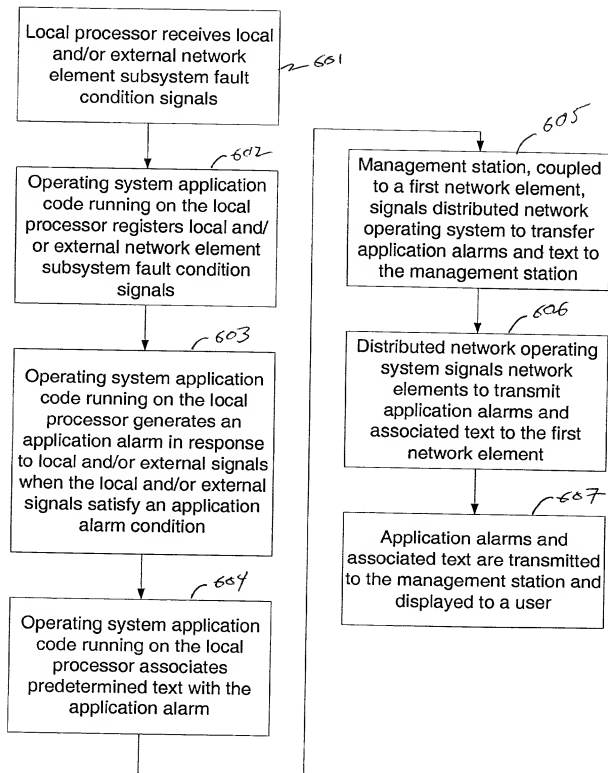 Local processor receives local
and/or external network
element subsystem fault
condition signals
601
602
Operating system application
code running on the local
processor registers local and/
or external network element
subsystem fault condition
signals
603
Operating system application
code running on the local
processor generates an
application alarm in response
to local and/or external signals
when the local and/or external
signals satisfy an application
alarm condition
604
Operating system application
code running on the local
processor associates
predetermined text with the
application alarm
605
Management station, coupled
to a first network element,
signals distributed network
operating system to transfer
application alarms and text to
the management station
606
Distributed network operating
system signals network
elements to transmit
application alarms and
associated text to the first
network element
607
Application alarms and
associated text are transmitted
to the management station and
displayed to a user